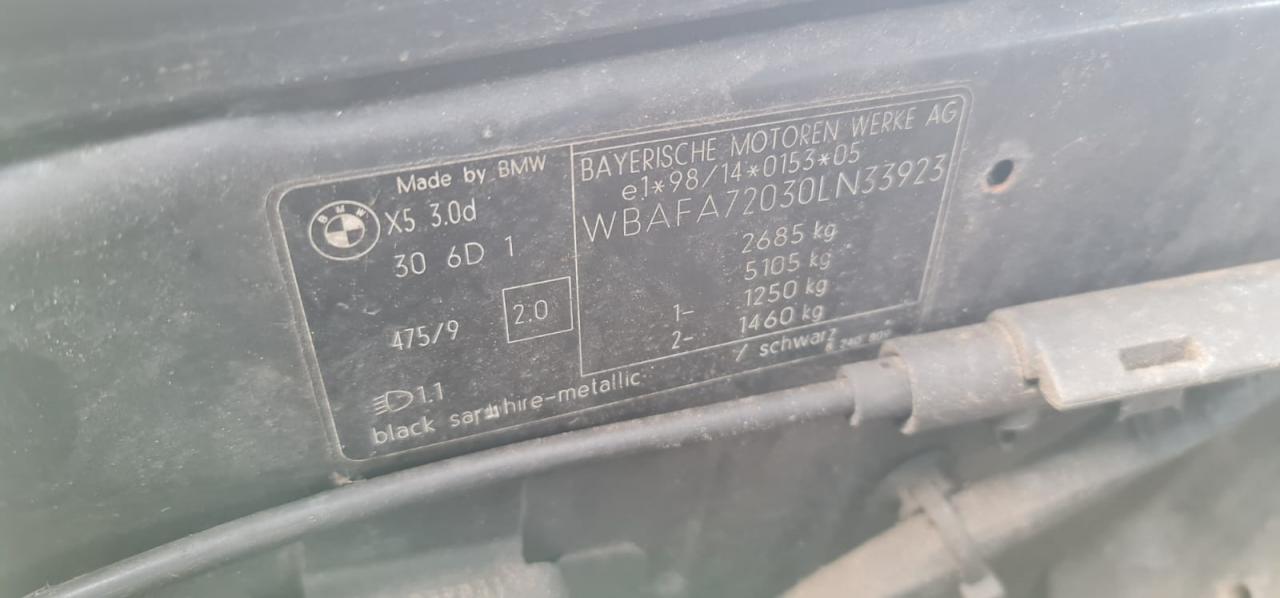 Made by BMW
BMW
X5 3.0d
30 6D 1
475/9
2.0
1.1
black sapphire-metallic
BAYERISCHE MOTOREN WERKE AG
e1*98/14*0153*05
WBAFA72030LN33923
2685 kg
5105 kg
1- 1250 kg
2- 1460 kg
/ schwarz